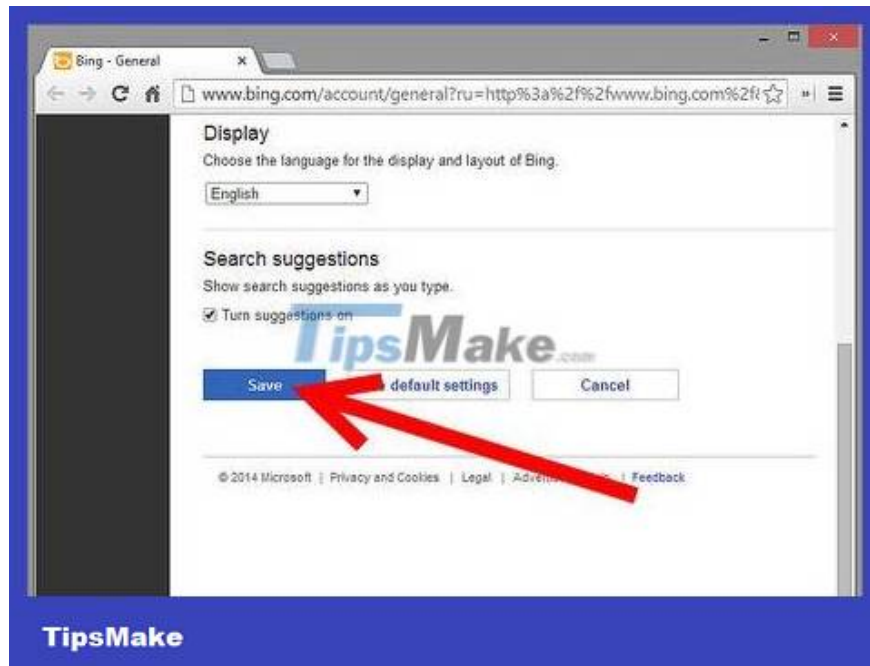 Bing - General
www.bing.com/account/general?ru=http%3a%2f%2fwww.bing.com%2f
Display
Choose the language for the display and layout of Bing.
English
Search suggestions
Show search suggestions as you type.
Turn suggestions on
TipsMake.com
Save
default settings
Cancel
© 2014 Microsoft | Privacy and Cookies | Legal | | Feedback
TipsMake